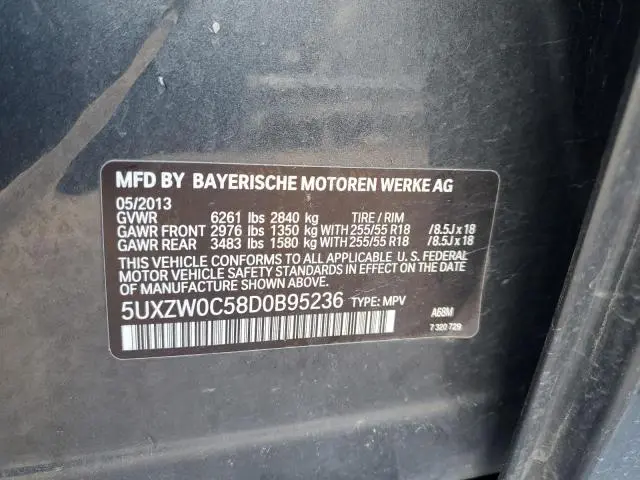 MFD BY BAYERISCHE MOTOREN WERKE AG
05/2013
GVWR 6261 lbs 2840 kg TIRE / RIM
GAWR FRONT 2976 lbs 1350 kg WITH 255/55 R18 /8.5J x 18
GAWR REAR 3483 lbs 1580 kg WITH 255/55 R18 /8.5J x 18
THIS VEHICLE CONFORMS TO ALL APPLICABLE U. S. FEDERAL
MOTOR VEHICLE SAFETY STANDARDS IN EFFECT ON THE DATE
OF MANUFACTURE SHOWN ABOVE.
5UXZW0C58D0B95236 TYPE: MPV
A68M
7 320 729